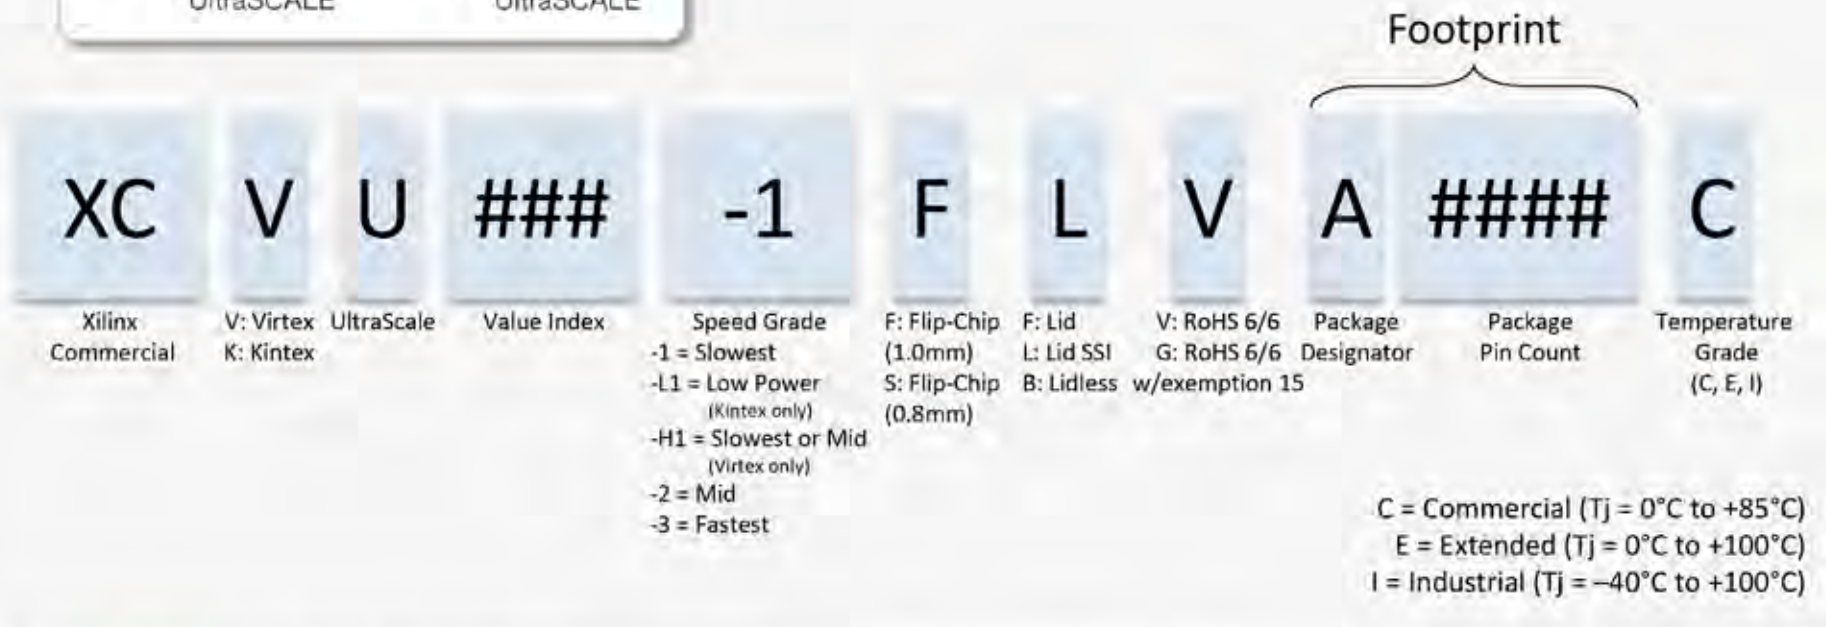 UltraSCALE UltraSCALE
Footprint
XC V U ### -1 F L V A #### C
Xilinx
Commercial
V: Virtex
K: Kintex
UltraScale
Value Index
Speed Grade
-1 = Slowest
-L1 = Low Power
(Kintex only)
-H1 = Slowest or Mid
(Virtex only)
-2 = Mid
-3 = Fastest
F: Flip-Chip
(1.0mm)
S: Flip-Chip
(0.8mm)
F: Lid
L: Lid SSI
B: Lidless
V: RoHS 6/6
G: RoHS 6/6
w/exemption 15
Package
Designator
Package
Pin Count
Temperature
Grade
(C, E, I)
C = Commercial (Tj = 0°C to +85°C)
E = Extended (Tj = 0°C to +100°C)
I = Industrial (Tj = –40°C to +100°C)